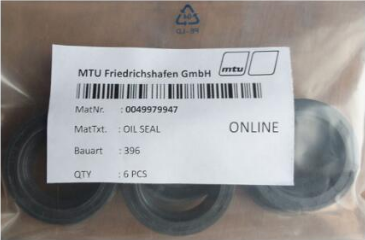 MTU Friedrichshafen GmbH
mtu
MatNr. : 0049979947
MatTxt. : OIL SEAL
ONLINE
Bauart : 396
QTY : 6 PCS